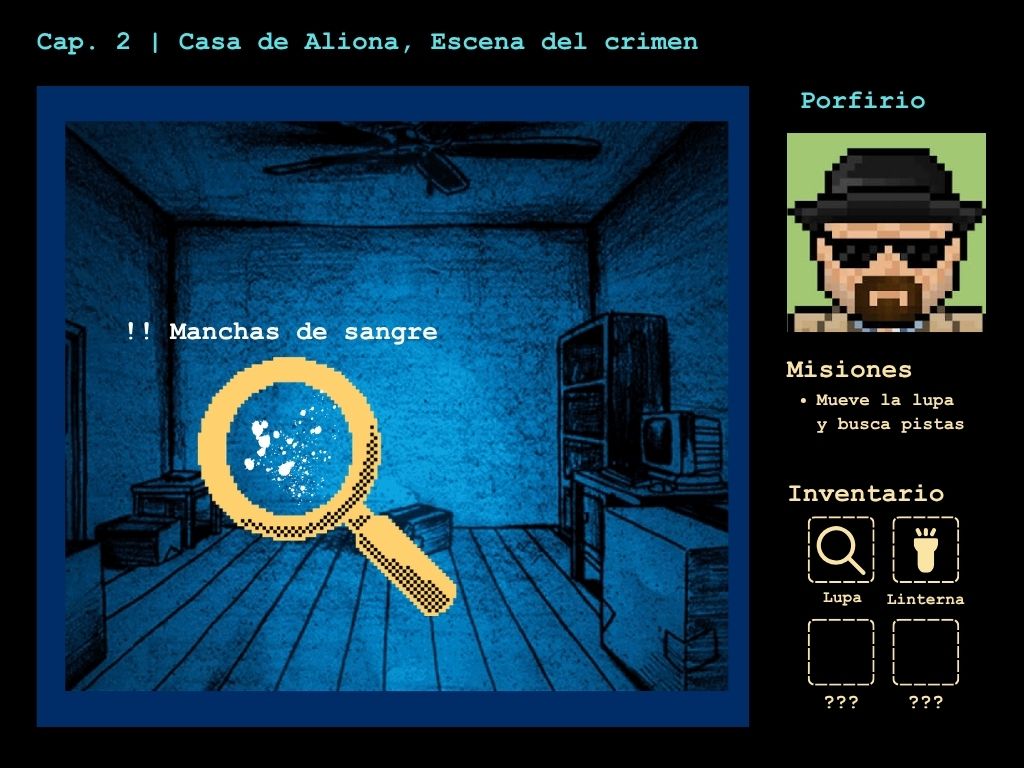 Cap. 2 | Casa de Aliona, Escena del crimen
Porfirio
!! Manchas de sangre
Misiones
• Mueve la lupa
y busca pistas
Inventario
Lupa
Linterna
???
???